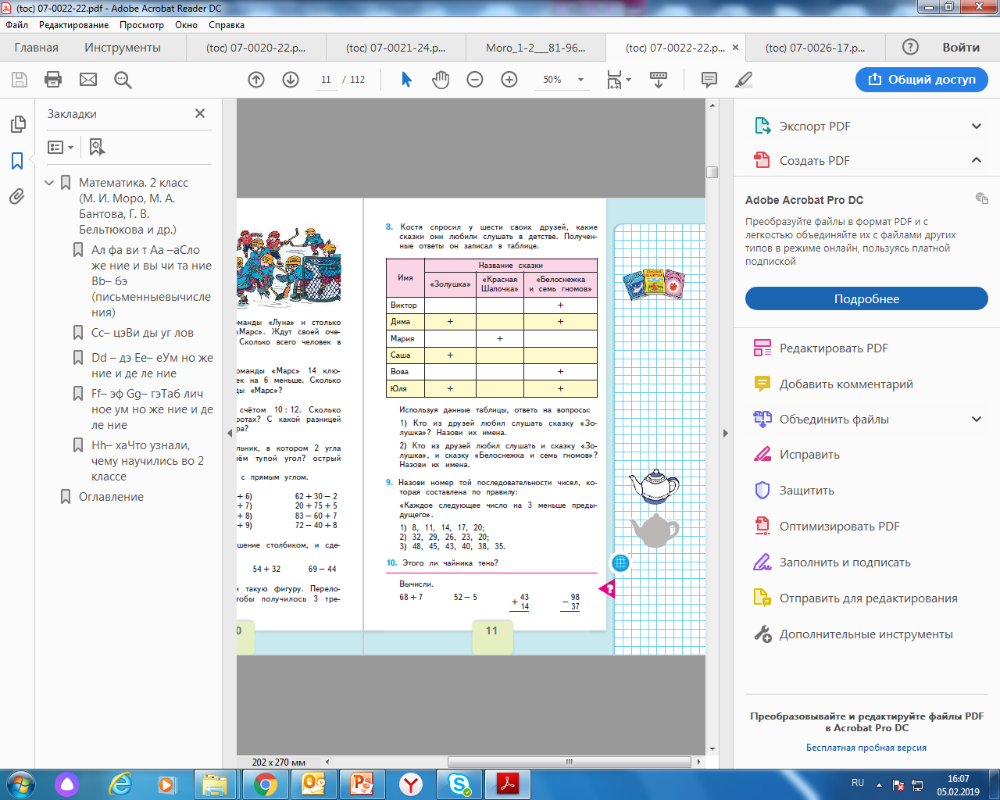 (toc) 07-0022-22.pdf - Adobe Acrobat Reader DC
Файл Редактирование Просмотр Окно Справка
Главная Инструменты (toc) 07-0020-22.p... (toc) 07-0021-24.p... Moro_1-2___81-96... (toc) 07-0022-22.p... × (toc) 07-0026-17.p... ? Войти
11 / 112 50% Общий доступ
Закладки
Математика. 2 класс
(М. И. Моро, М. А.
Бантова, Г. В.
Бельтюкова и др.)
Ал фа ви т Аа –аСло
же ние и вы чи та ние
Bb– бэ
(письменныевычисле
ния)
Cc– цэВи ды уг лов
Dd – дэ Ee– еУм но же
ние и де ле ние
Ff– эф Gg– гэТаб лич
ное ум но же ние и де
ле ние
Hh– хаЧто узнали,
чему научились во 2
классе
Оглавление
оманды «Луна» и столько
«Марс». Ждут своей оче-
Сколько всего человек в
оманды «Марс» 14 клю-
ек на 6 меньше. Сколько
ды «Марс»?
счётом 10 : 12. Сколько
ротах? С какой разницей
ра?
льник, в котором 2 угла
чём тупой угол? острый
с прямым углом.
+ 6) 62 + 30 − 2
+ 7) 20 + 75 + 5
+ 8) 83 − 60 + 7
+ 9) 72 − 40 + 8
шение столбиком, и сде-
54 + 32 69 − 44
и такую фигуру. Перело-
тобы получилось 3 тре-
0
8. Костя спросил у шести своих друзей, какие
сказки они любили слушать в детстве. Получен-
ные ответы он записал в таблице.
Имя Название сказки
«Золушка» «Красная Шапочка» «Белоснежка и семь гномов»
Виктор +
Дима + +
Мария +
Саша +
Вова +
Юля + +
Используя данные таблицы, ответь на вопросы:
1) Кто из друзей любил слушать сказку «Зо-
лушка»? Назови их имена.
2) Кто из друзей любил слушать и сказку «Зо-
лушка», и сказку «Белоснежка и семь гномов»?
Назови их имена.
9. Назови номер той последовательности чисел, ко-
торая составлена по правилу:
«Каждое следующее число на 3 меньше преды-
дущего».
1) 8, 11, 14, 17, 20;
2) 32, 29, 26, 23, 20;
3) 48, 45, 43, 40, 38, 35.
10. Этого ли чайника тень?
Вычисли.
68 + 7 52 − 5 + 43 − 98
14 37
?
11
202 x 270 мм
Экспорт PDF
Создать PDF
Adobe Acrobat Pro DC
Преобразуйте файлы в формат PDF и с
легкостью объединяйте их с файлами других
типов в режиме онлайн, пользуясь платной
подпиской
Подробнее
Редактировать PDF
Добавить комментарий
Объединить файлы
Исправить
Защитить
Оптимизировать PDF
Заполнить и подписать
Отправить для редактирования
Дополнительные инструменты
Преобразовывайте и редактируйте файлы PDF
в Acrobat Pro DC
Бесплатная пробная версия
RU 16:07
05.02.2019